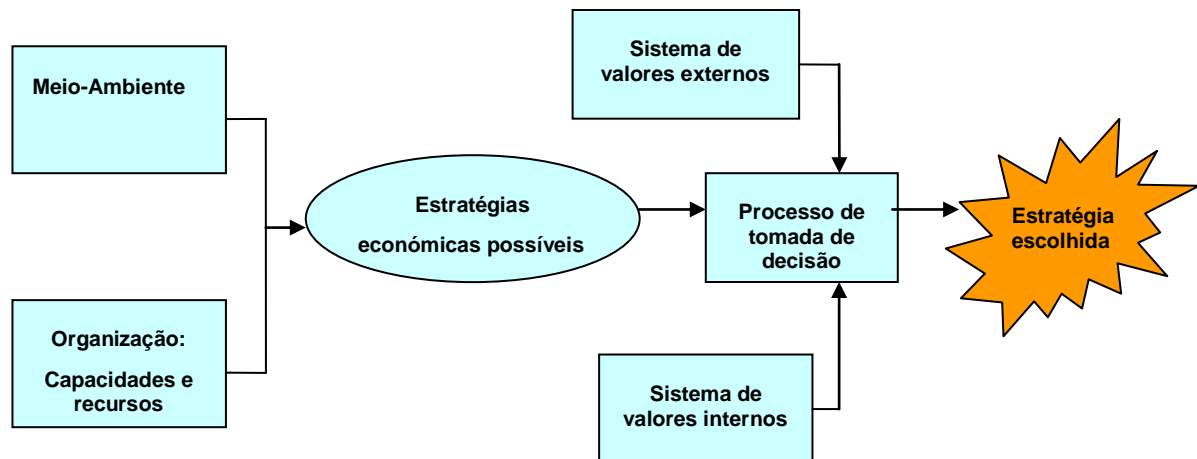 Meio-Ambiente
Organização:
Capacidades e
recursos
Estratégias
económicas possíveis
Sistema de
valores externos
Processo de
tomada de
decisão
Sistema de
valores internos
Estratégia
escolhida